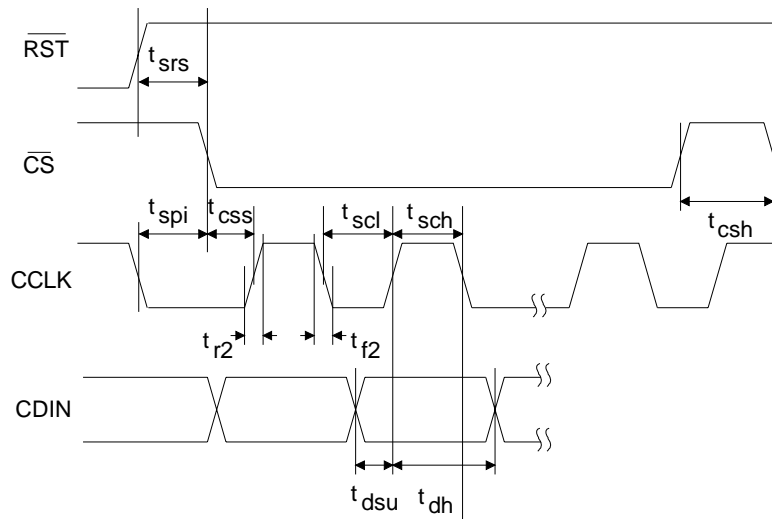 RST
t srs
CS
t spi
t css
t scl
t sch
t csh
CCLK
t r2
t f2
CDIN
t dsu
t dh